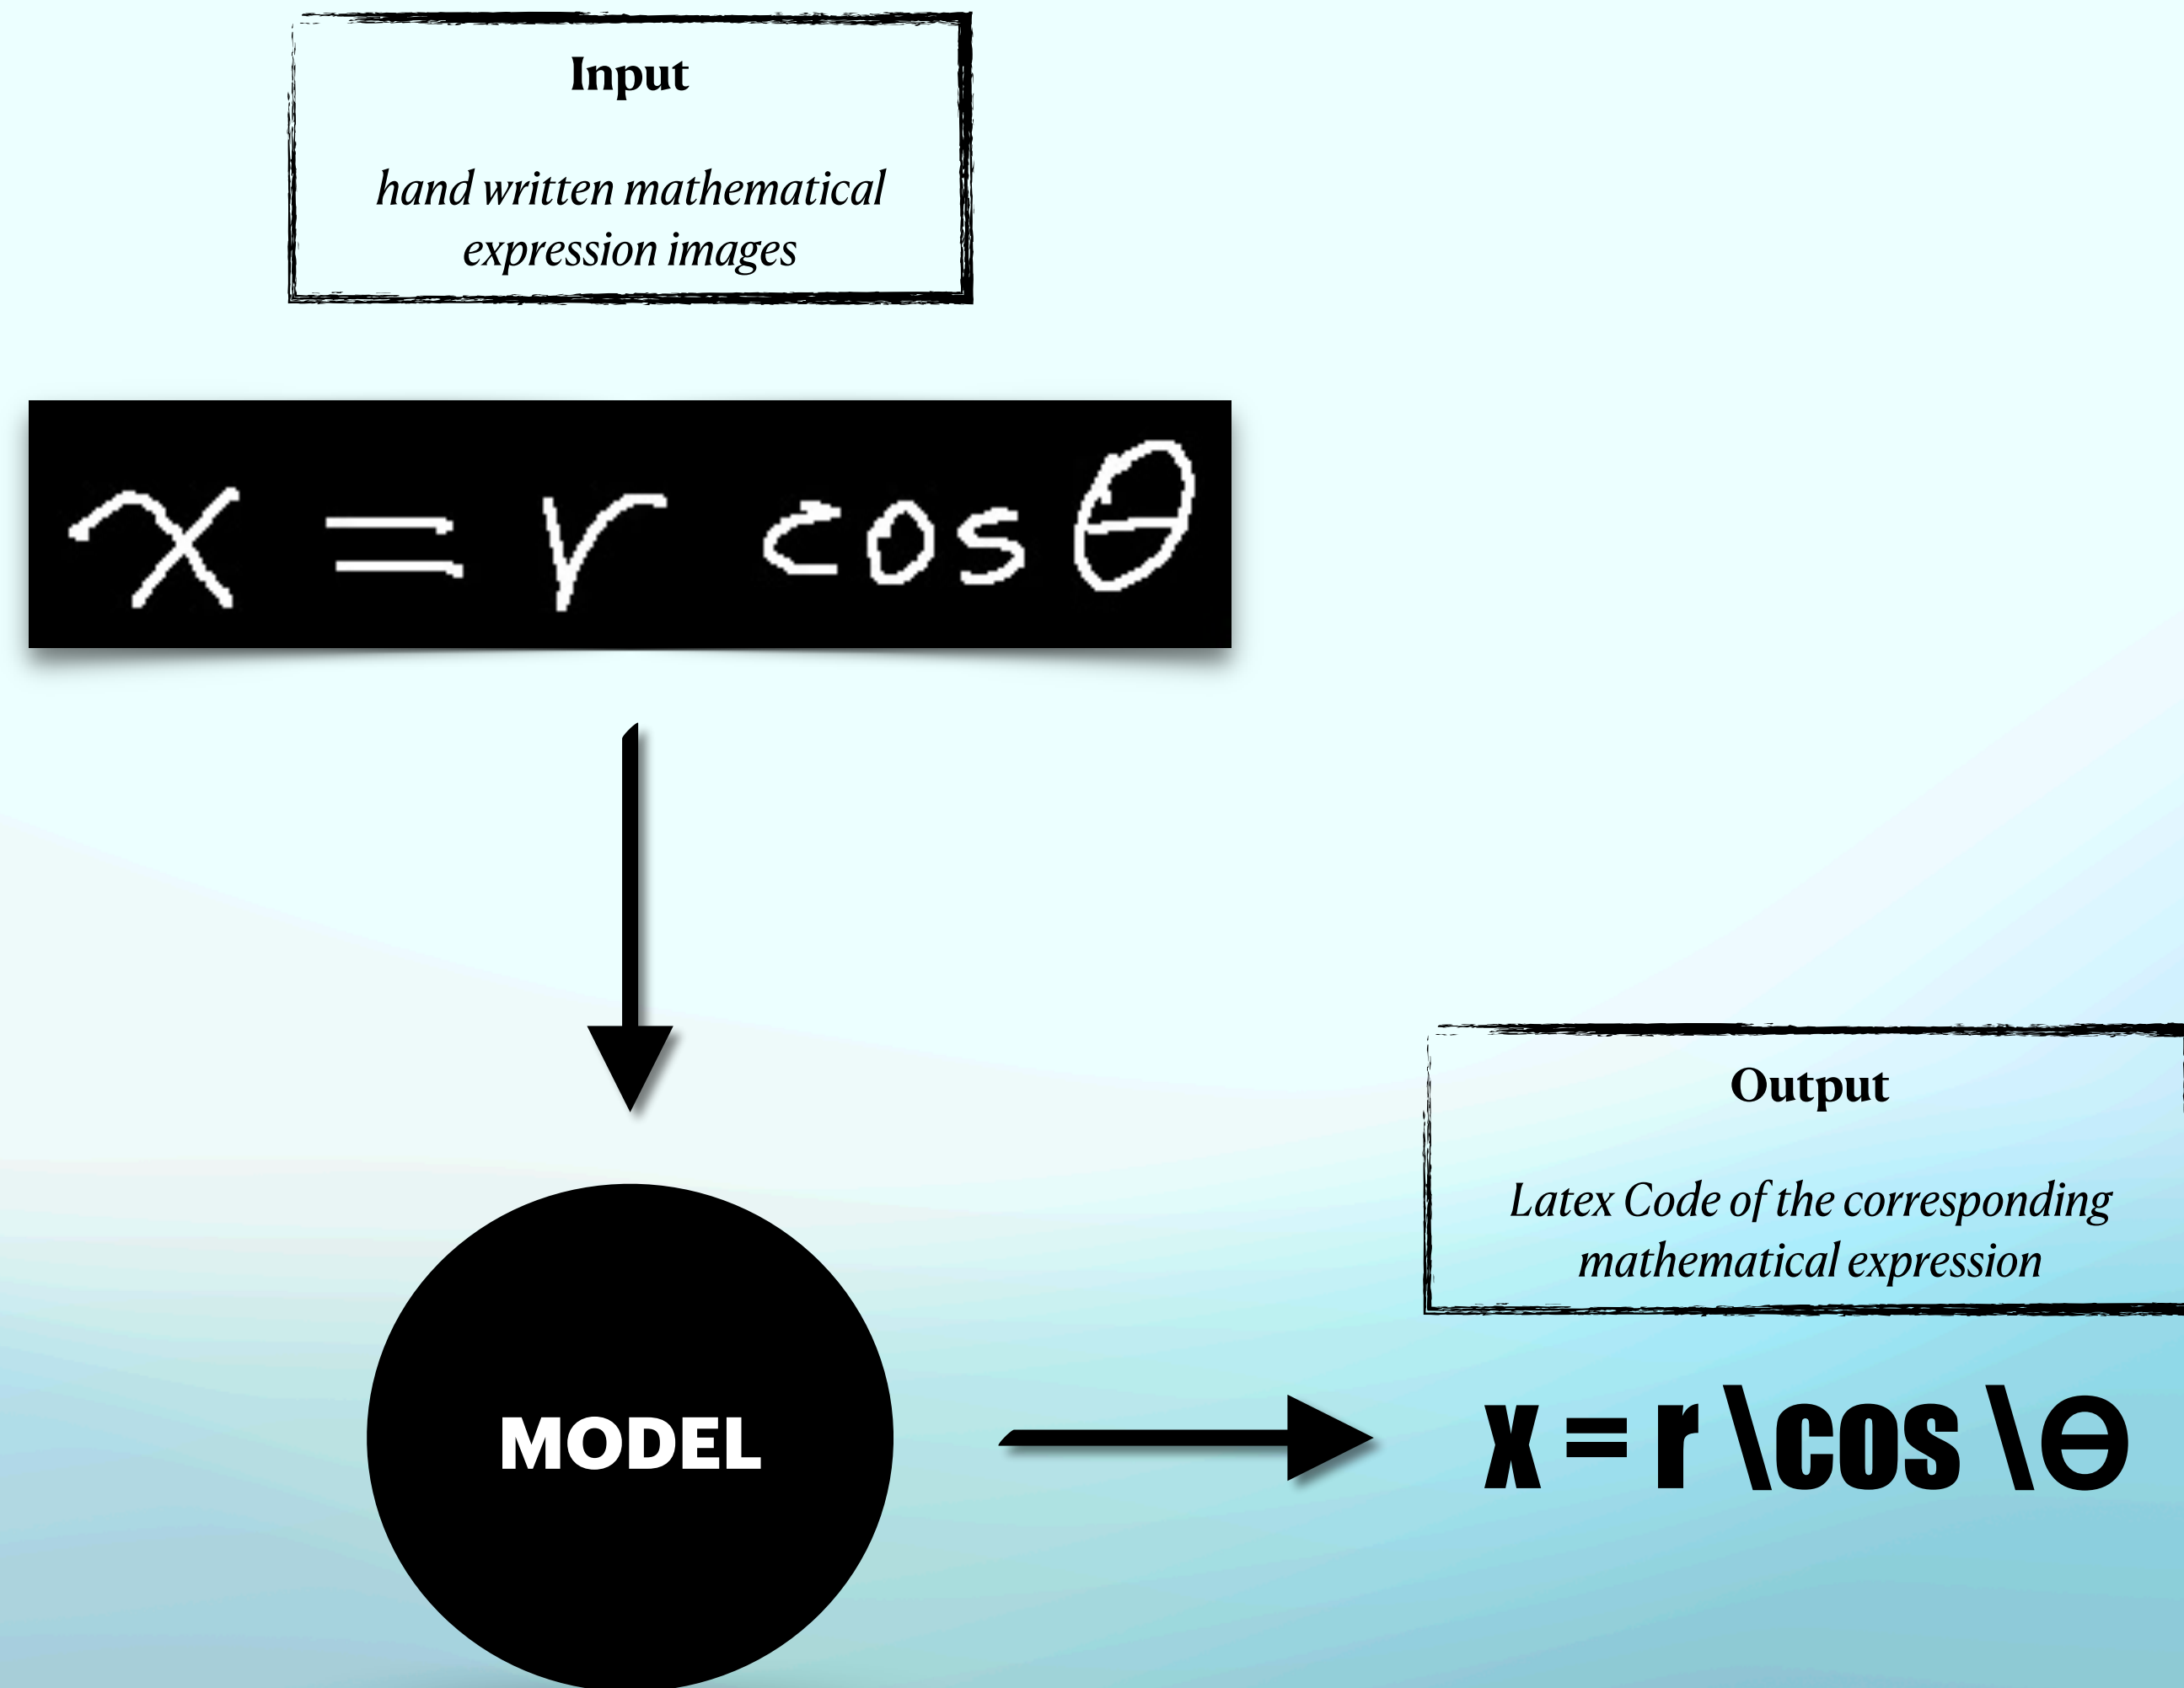 Input
hand written mathematical
expression images
x = r cos θ
MODEL
Output
Latex Code of the corresponding
mathematical expression
x = r \cos \θ